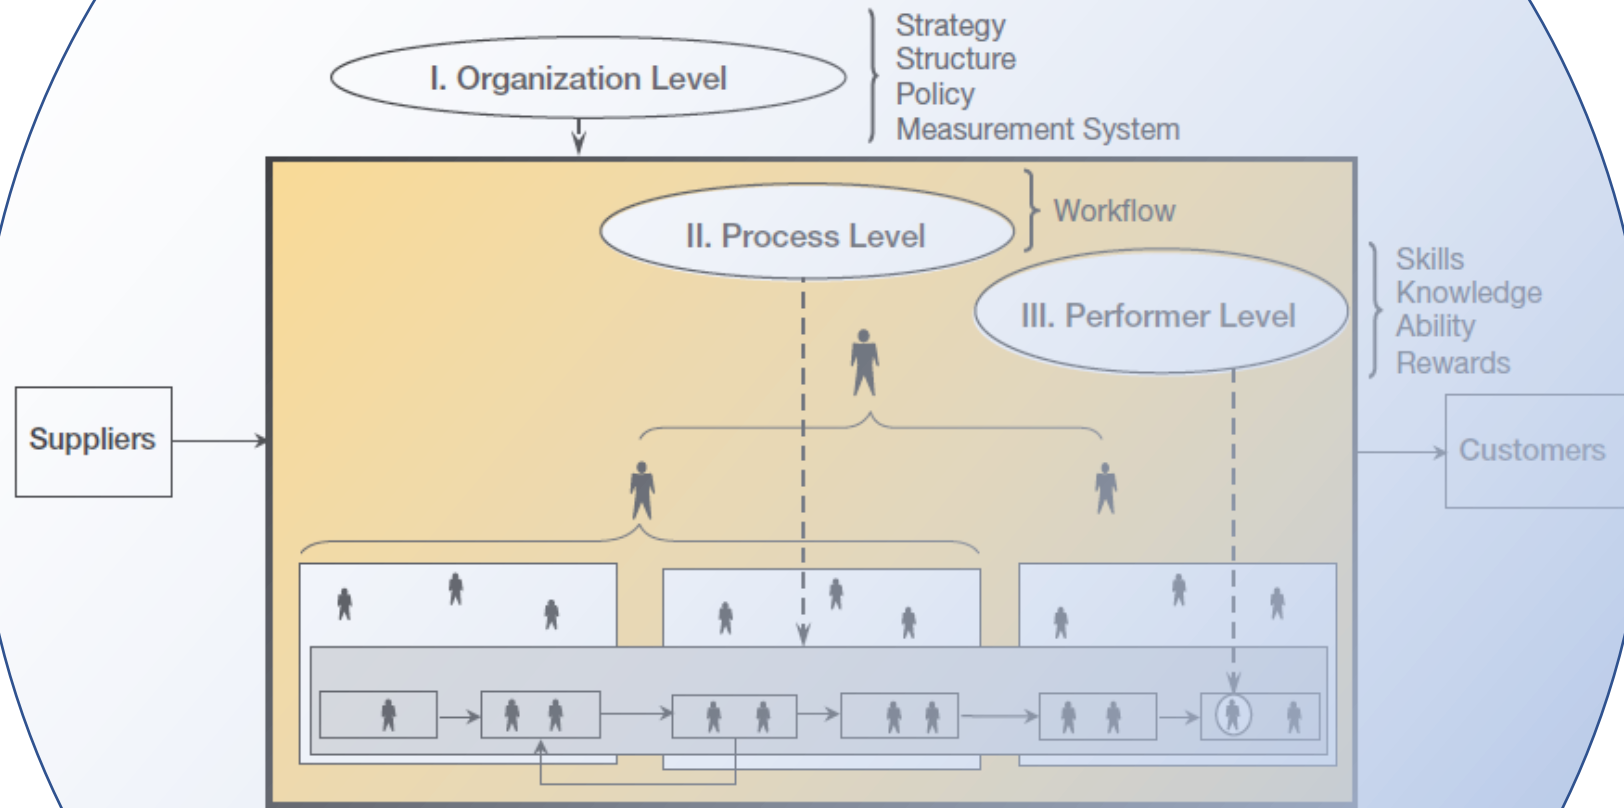 I. Organization Level
Strategy
Structure
Policy
Measurement System
II. Process Level
Workflow
III. Performer Level
Skills
Knowledge
Ability
Rewards
Suppliers
Customers